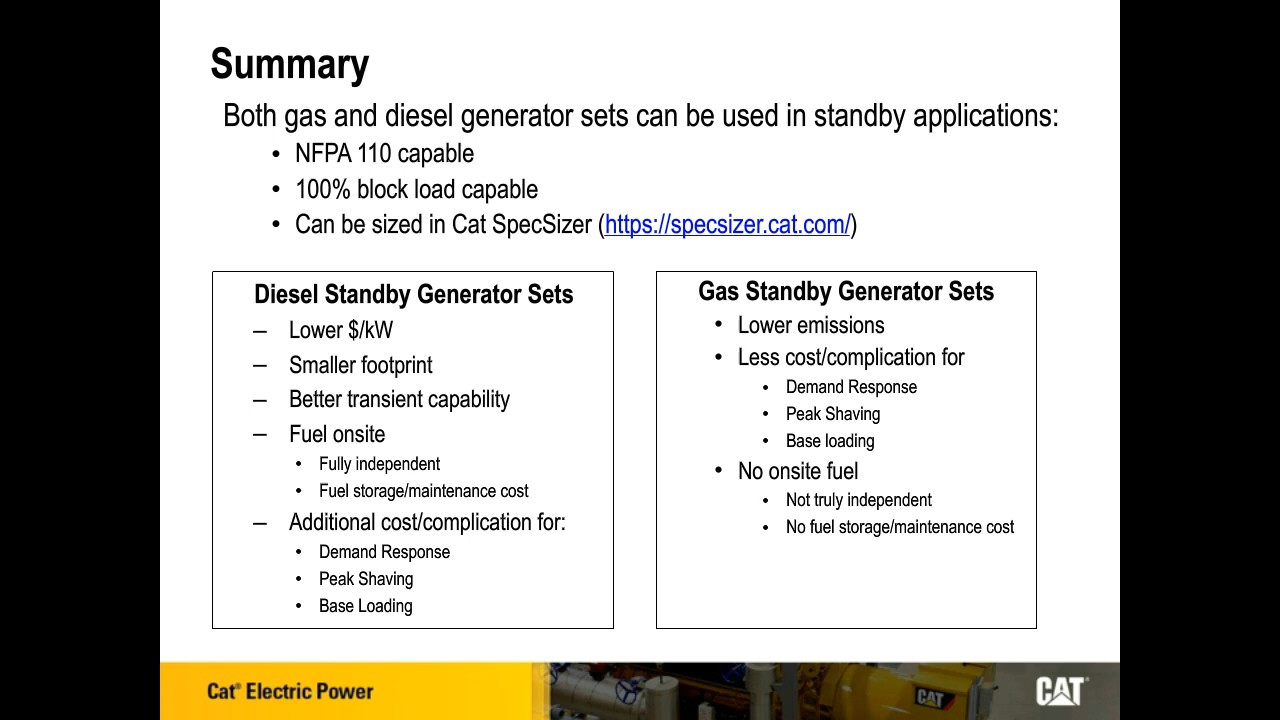 Summary
Both gas and diesel generator sets can be used in standby applications:
• NFPA 110 capable
• 100% block load capable
• Can be sized in Cat SpecSizer (https://specsizer.cat.com/)
Diesel Standby Generator Sets
– Lower $/kW
– Smaller footprint
– Better transient capability
– Fuel onsite
• Fully independent
• Fuel storage/maintenance cost
– Additional cost/complication for:
• Demand Response
• Peak Shaving
• Base Loading
Gas Standby Generator Sets
• Lower emissions
• Less cost/complication for
• Demand Response
• Peak Shaving
• Base loading
• No onsite fuel
• Not truly independent
• No fuel storage/maintenance cost
Cat® Electric Power
CAT
CAT